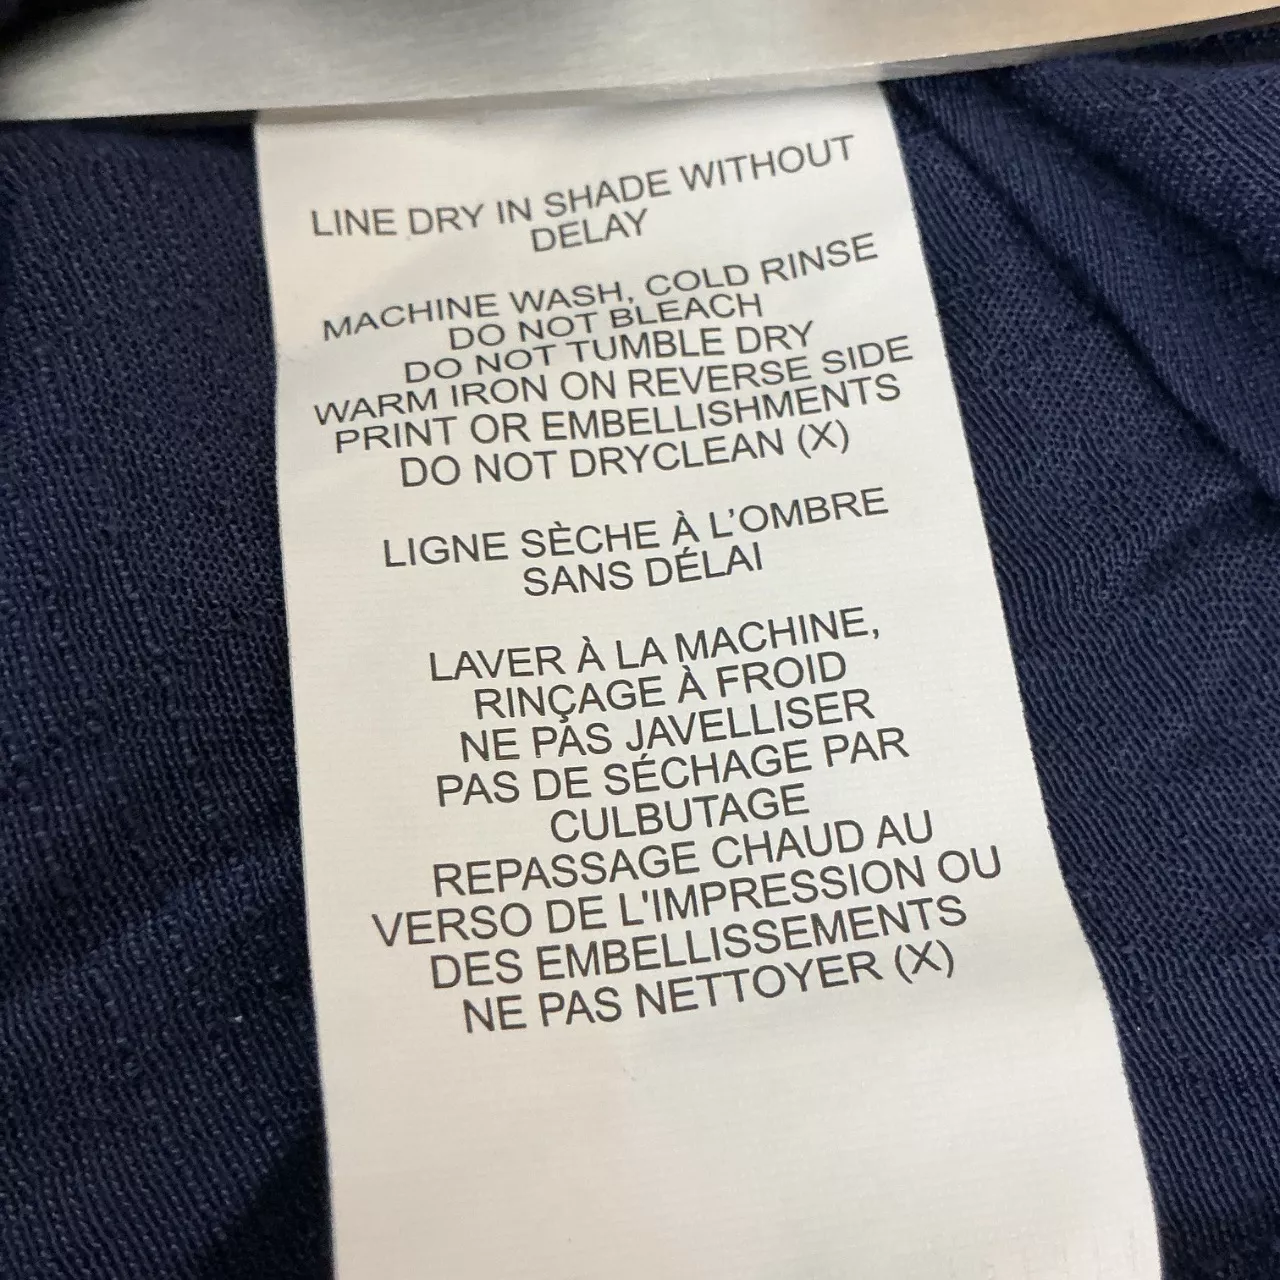 LINE DRY IN SHADE WITHOUT
DELAY
MACHINE WASH, COLD RINSE
DO NOT BLEACH
DO NOT TUMBLE DRY
WARM IRON ON REVERSE SIDE
PRINT OR EMBELLISHMENTS
DO NOT DRYCLEAN (X)
LIGNE SÈCHE À L'OMBRE
SANS DÉLAI
LAVER À LA MACHINE,
RINÇAGE À FROID
NE PAS JAVELLISER
PAS DE SÉCHAGE PAR
CULBUTAGE
REPASSAGE CHAUD AU
VERSO DE L'IMPRESSION OU
DES EMBELLISSEMENTS
NE PAS NETTOYER (X)